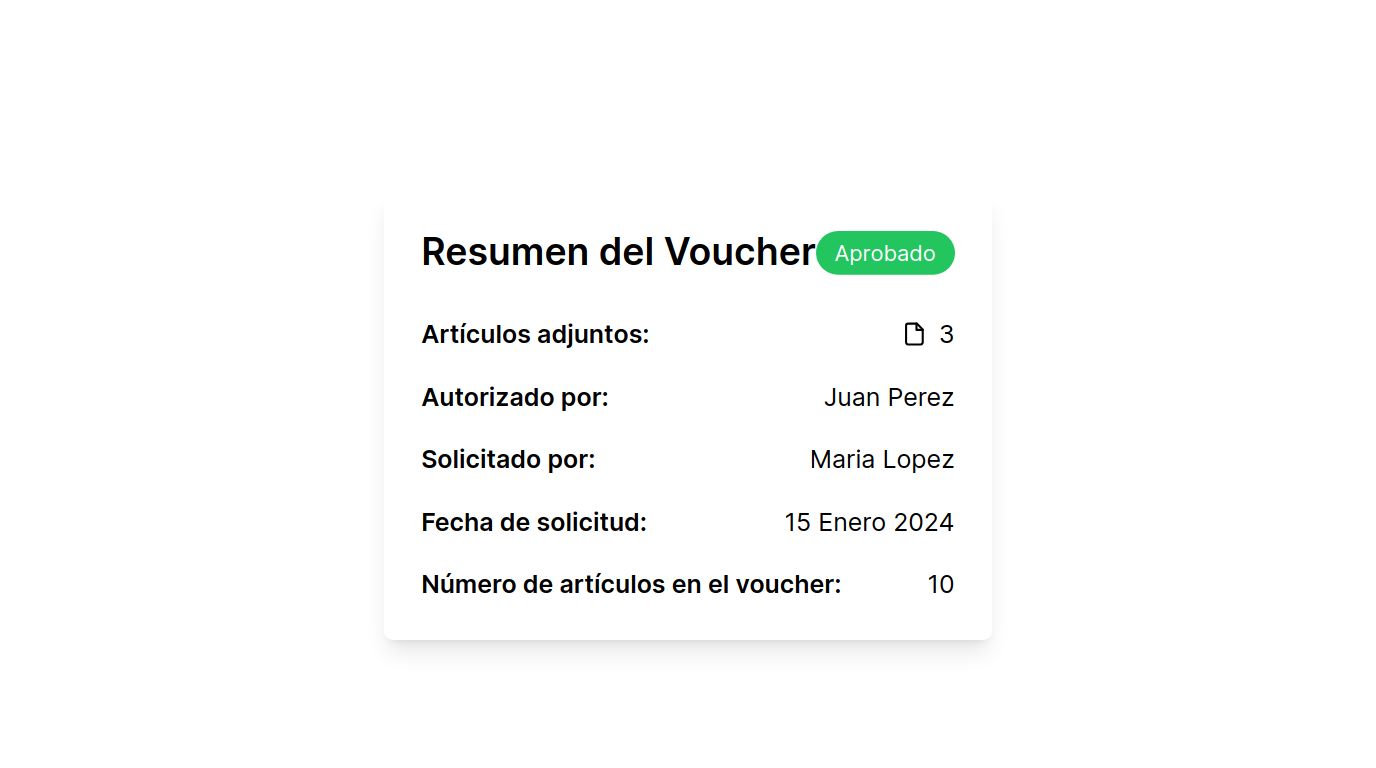 Resumen del Voucher Aprobado
Artículos adjuntos: 3
Autorizado por: Juan Perez
Solicitado por: Maria Lopez
Fecha de solicitud: 15 Enero 2024
Número de artículos en el voucher: 10